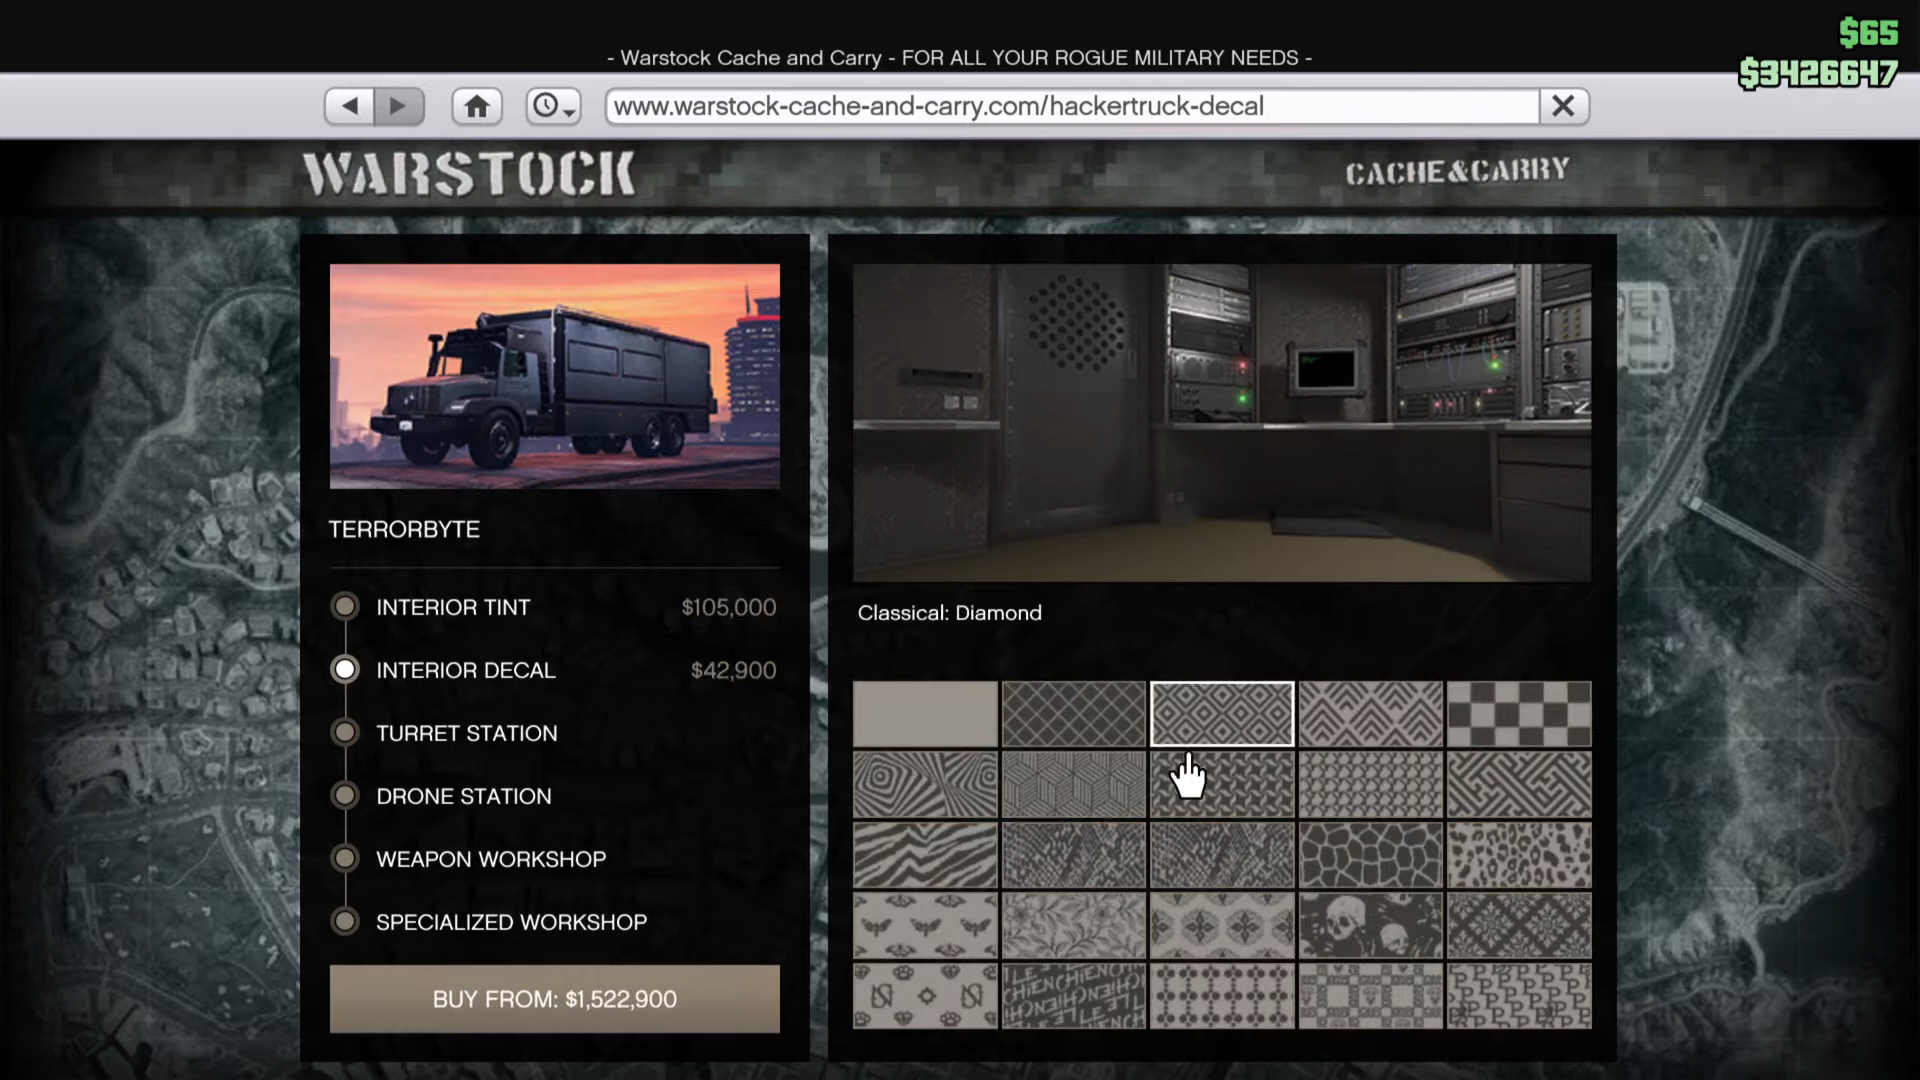 $65
$3426647
- Warstock Cache and Carry - FOR ALL YOUR ROGUE MILITARY NEEDS -
www.warstock-cache-and-carry.com/hackertruck-decal
WARSTOCK
CACHE&CARRY
TERRORBYTE
INTERIOR TINT $105,000
INTERIOR DECAL $42,900
TURRET STATION
DRONE STATION
WEAPON WORKSHOP
SPECIALIZED WORKSHOP
BUY FROM: $1,522,900
Classical: Diamond